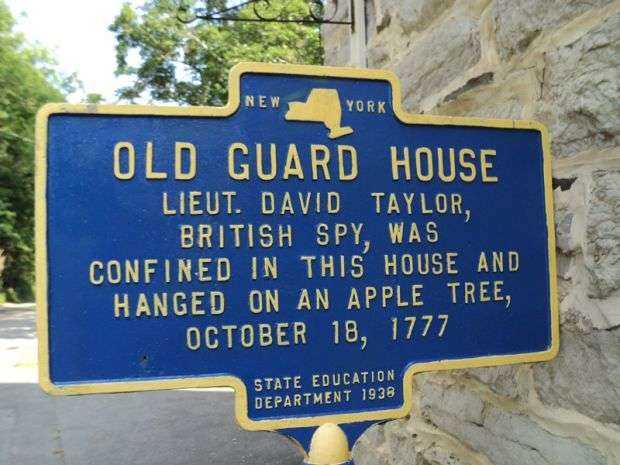 NEW YORK
OLD GUARD HOUSE
LIEUT. DAVID TAYLOR,
BRITISH SPY, WAS
CONFINED IN THIS HOUSE AND
HANGED ON AN APPLE TREE,
OCTOBER 18, 1777
STATE EDUCATION
DEPARTMENT 1938